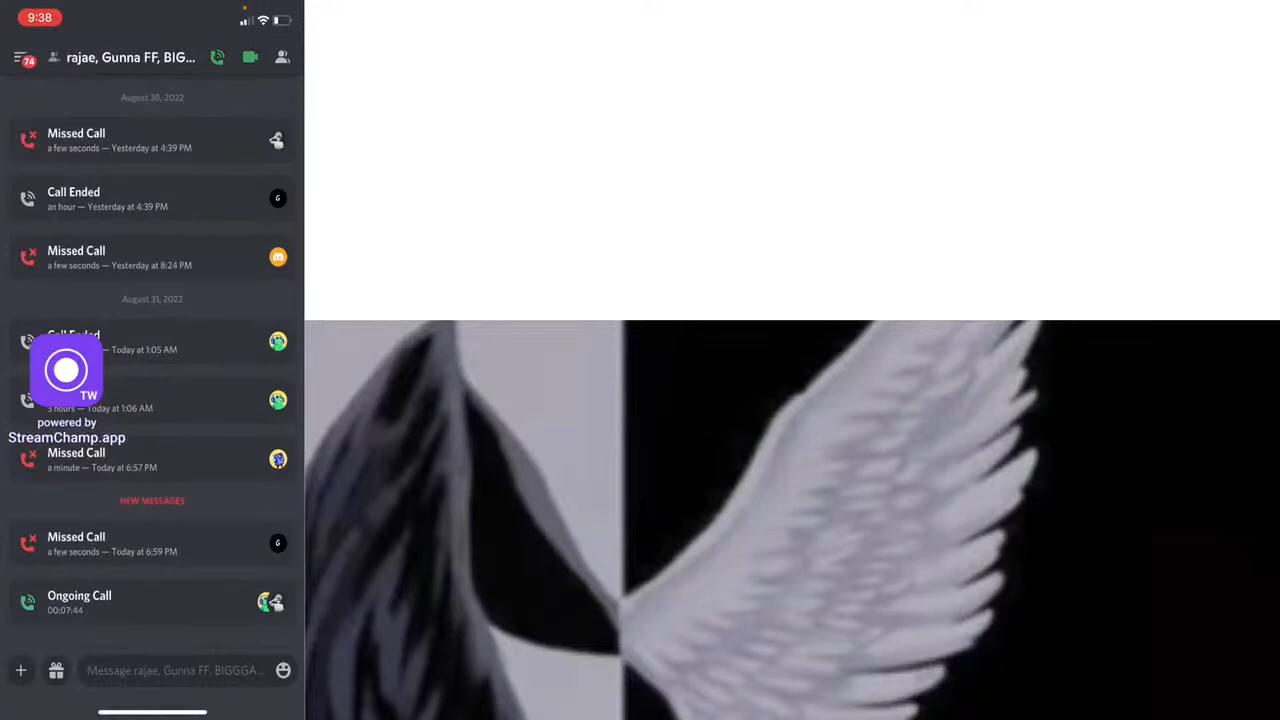 9:38
74
rajae, Gunna FF, BIG...
August 30, 2022
Missed Call
a few seconds — Yesterday at 4:39 PM
Call Ended
an hour — Yesterday at 4:39 PM
G
Missed Call
a few seconds — Yesterday at 8:24 PM
August 31, 2022
Call Ended
— Today at 1:05 AM
3 hours — Today at 1:06 AM
TW
powered by
StreamChamp.app
Missed Call
a minute — Today at 6:57 PM
NEW MESSAGES
Missed Call
a few seconds — Today at 6:59 PM
G
Ongoing Call
00:07:44
Message rajae, Gunna FF, BIGGGA...